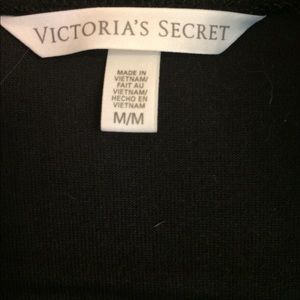 VICTORIA'S SECRET
MADE IN
VIETNAM/
FAIT AU
VIETNAM/
HECHO EN
VIETNAM
M/M